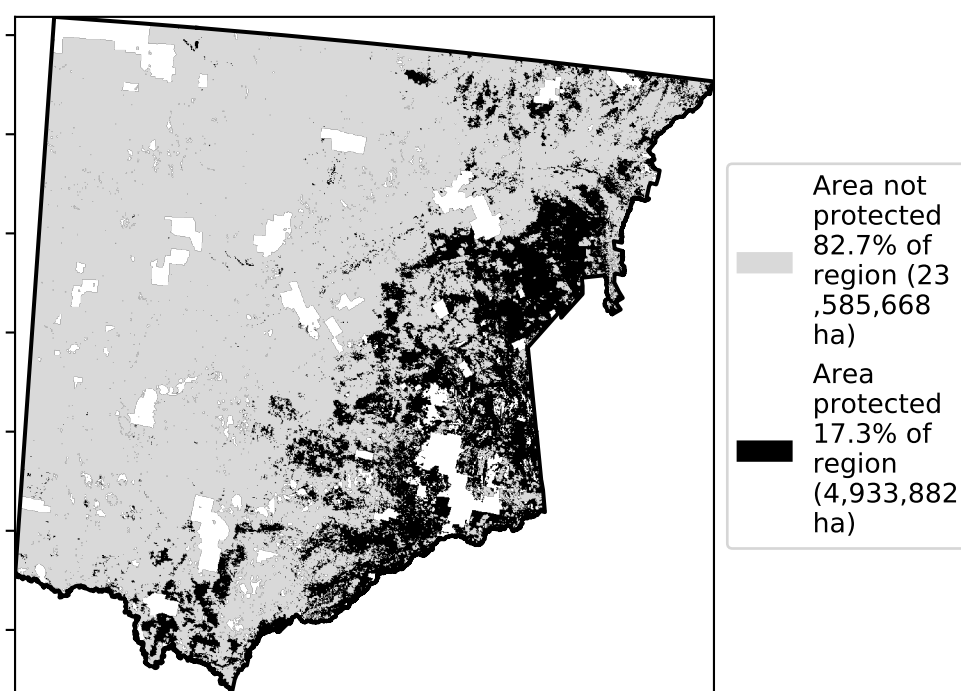 Area not
protected
82.7% of
region (23
,585,668
ha)
Area
protected
17.3% of
region
(4,933,882
ha)